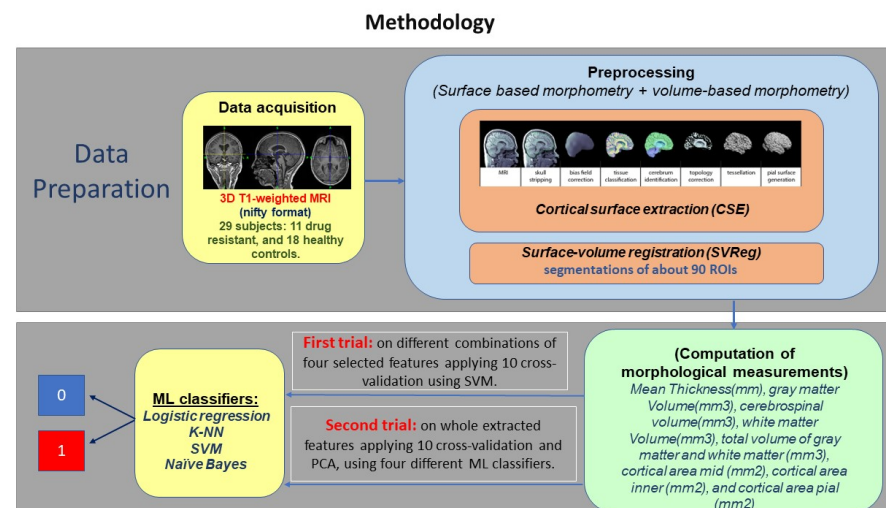 Methodology
Data
Preparation
Data acquisition
3D T1-weighted MRI
(nifty format)
29 subjects: 11 drug
resistant, and 18 healthy
controls.
Preprocessing
(Surface based morphometry + volume-based morphometry)
MRI
skull
stripping
bias field
correction
tissue
classification
cerebrum
identification
topology
correction
tessellation
pial surface
generation
Cortical surface extraction (CSE)
Surface-volume registration (SVReg)
segmentations of about 90 ROIs
0
1
ML classifiers:
Logistic regression
K-NN
SVM
Naïve Bayes
First trial: on different combinations of
four selected features applying 10 cross-
validation using SVM.
Second trial: on whole extracted
features applying 10 cross-validation and
PCA, using four different ML classifiers.
(Computation of
morphological measurements)
Mean Thickness(mm), gray matter
Volume(mm3), cerebrospinal
volume(mm3), white matter
Volume(mm3), total volume of gray
matter and white matter (mm3),
cortical area mid (mm2), cortical area
inner (mm2), and cortical area pial
(mm2)